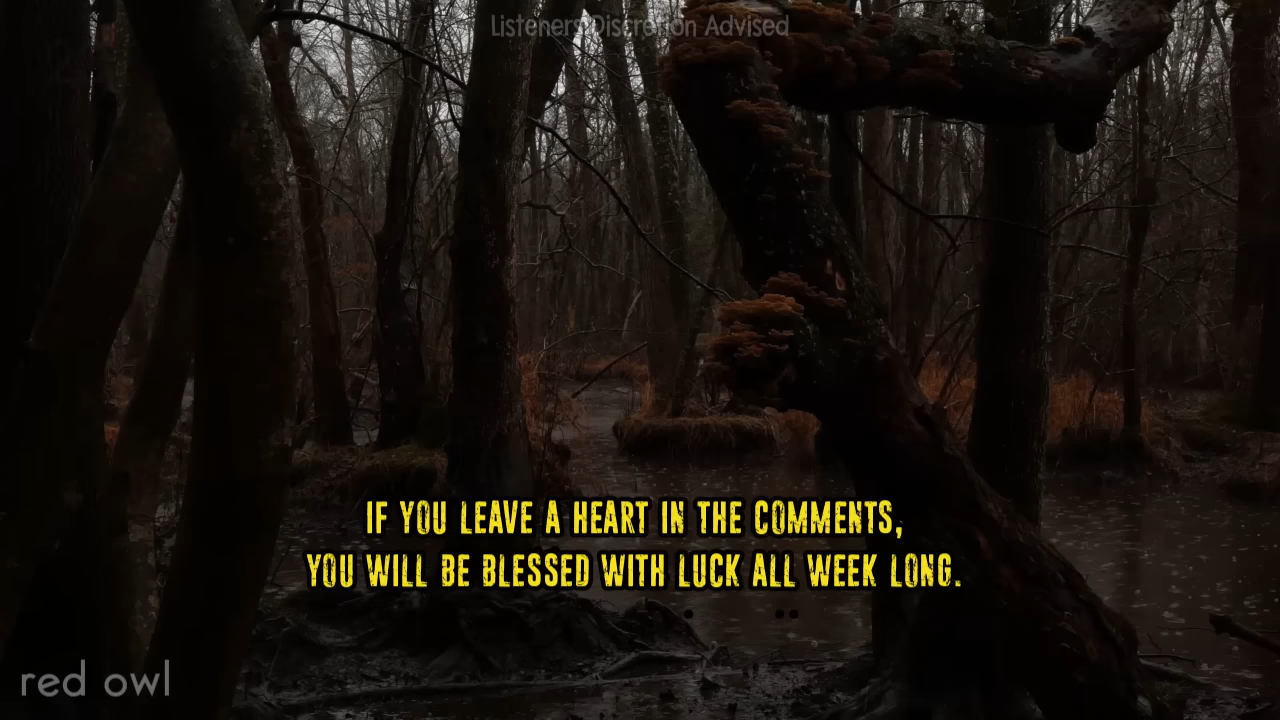 Listeners Discretion Advised
IF YOU LEAVE A HEART IN THE COMMENTS,
YOU WILL BE BLESSED WITH LUCK ALL WEEK LONG.
red owl